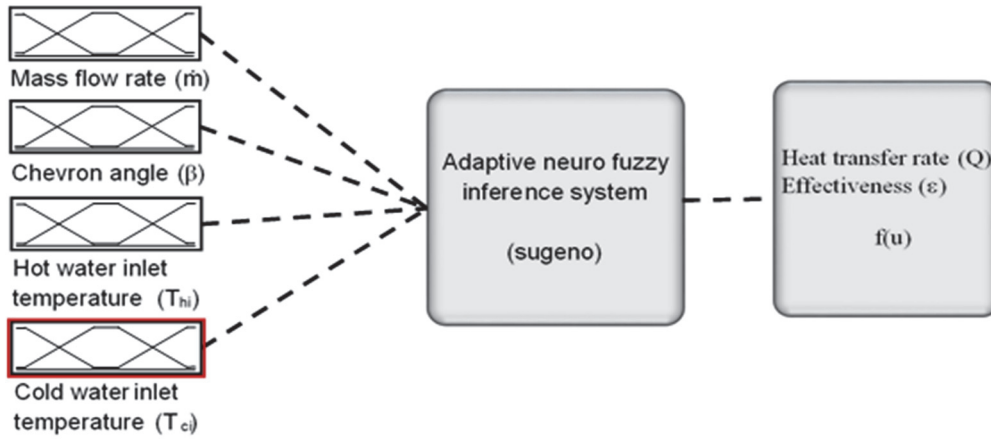 Mass flow rate (ṁ)
Chevron angle (β)
Hot water inlet
temperature (Thi)
Cold water inlet
temperature (Tci)
Adaptive neuro fuzzy
inference system
(sugeno)
Heat transfer rate (Q)
Effectiveness (ε)
f(u)